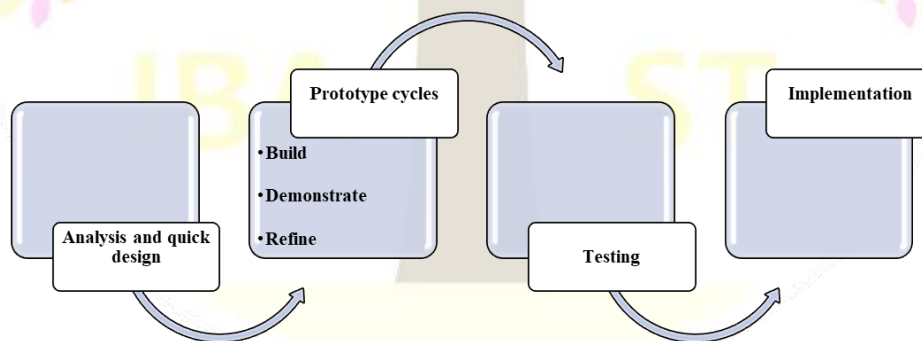 Analysis and quick
design
Prototype cycles
•Build
•Demonstrate
•Refine
Testing
Implementation